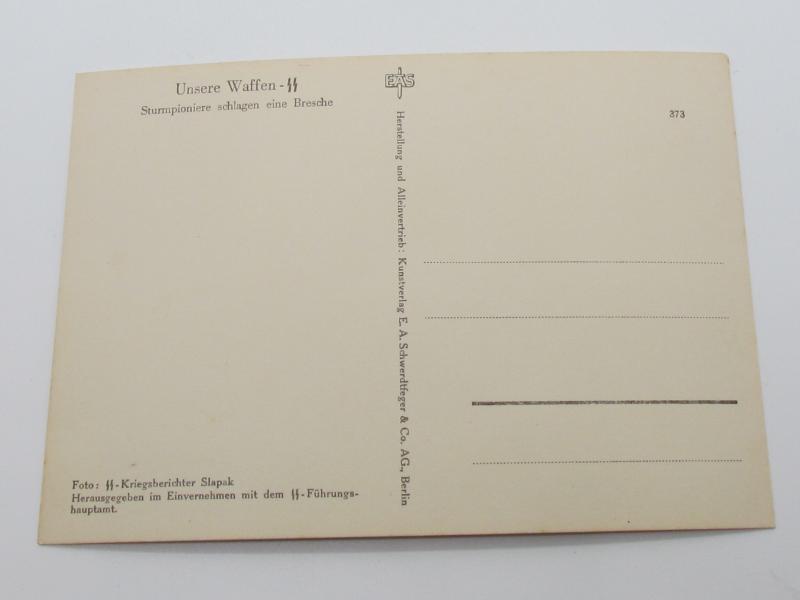 Unsere Waffen-SS
Sturmpioniere schlagen eine Bresche
Foto: SS-Kriegsberichter Slapak
Herausgegeben im Einvernehmen mit dem SS-Führungs-
hauptamt.
EAS
Herstellung und Alleinvertrieb: Kunstverlag E. A. Schwerdtfeger & Co. AG., Berlin
373